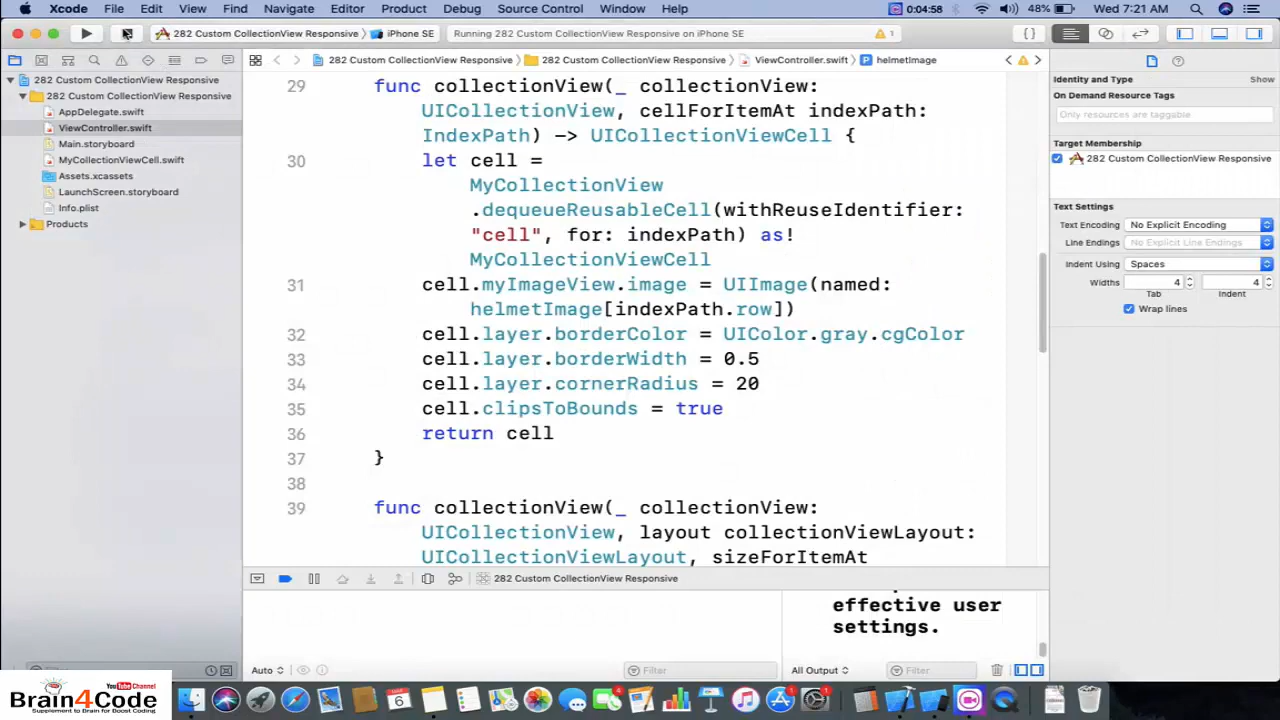 Xcode File Edit View Find Navigate Editor Product Debug Source Control Window Help 0:04:58 48% Wed 7:21 AM
282 Custom CollectionView Responsive iPhone SE Running 282 Custom CollectionView Responsive on iPhone SE 1
282 Custom CollectionView Responsive 282 Custom CollectionView Responsive ViewController.swift helmetImage
282 Custom CollectionView Responsive
282 Custom CollectionView Responsive
AppDelegate.swift
ViewController.swift
Main.storyboard
MyCollectionViewCell.swift
Assets.xcassets
LaunchScreen.storyboard
Info.plist
Products
29 func collectionView(_ collectionView:
UICollectionView, cellForItemAt indexPath:
IndexPath) -> UICollectionViewCell {
30 let cell =
MyCollectionView
.dequeueReusableCell(withReuseIdentifier:
"cell", for: indexPath) as!
MyCollectionViewCell
31 cell.myImageView.image = UIImage(named:
helmetImage[indexPath.row])
32 cell.layer.borderColor = UIColor.gray.cgColor
33 cell.layer.borderWidth = 0.5
34 cell.layer.cornerRadius = 20
35 cell.clipsToBounds = true
36 return cell
37 }
38
39 func collectionView(_ collectionView:
UICollectionView, layout collectionViewLayout:
UICollectionViewLayout, sizeForItemAt
Identity and Type Show
On Demand Resource Tags
Only resources are taggable
Target Membership
282 Custom CollectionView Responsive
Text Settings
Text Encoding No Explicit Encoding
Line Endings No Explicit Line Endings
Indent Using Spaces
Widths 4 4
Tab Indent
Wrap lines
282 Custom CollectionView Responsive
effective user
settings.
Auto Filter All Output Filter
YouTube Channel
Brain4Code
Supplement to Brain for Boost Coding